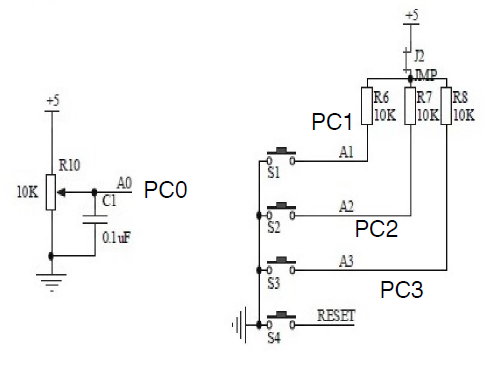 +5
J2
JMP
R6
10K
R7
10K
R8
10K
PC1
+5
A1
S1
R10
10K
A0
PC0
C1
0.1uF
A2
S2
PC2
A3
S3
PC3
RESET
S4